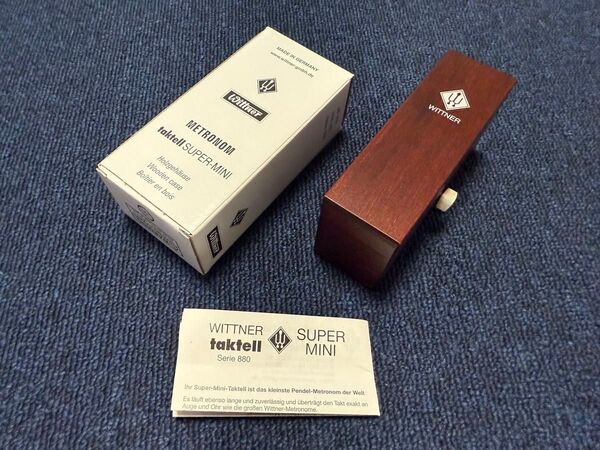 MADE IN GERMANY
www.wittner-gmbh.de
wittner
METRONOM
taktell SUPER-MINI
Holzgehäuse
Wooden case
Boîtier en bois
wittner
WITTNER
WITTNER
taktell
Serie 880
SUPER
MINI
Ihr Super-Mini-Taktell ist das kleinste Pendel-Metronom der Welt.
Es läuft ebenso lange und zuverlässig und überträgt den Takt exakt an
Auge und Ohr wie die großen Wittner-Metronome.